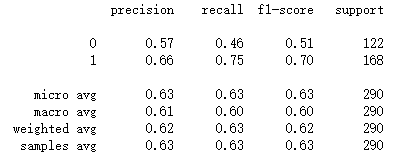 precision recall f1-score support
0 0.57 0.46 0.51 122
1 0.66 0.75 0.70 168
micro avg 0.63 0.63 0.63 290
macro avg 0.61 0.60 0.60 290
weighted avg 0.62 0.63 0.62 290
samples avg 0.63 0.63 0.63 290